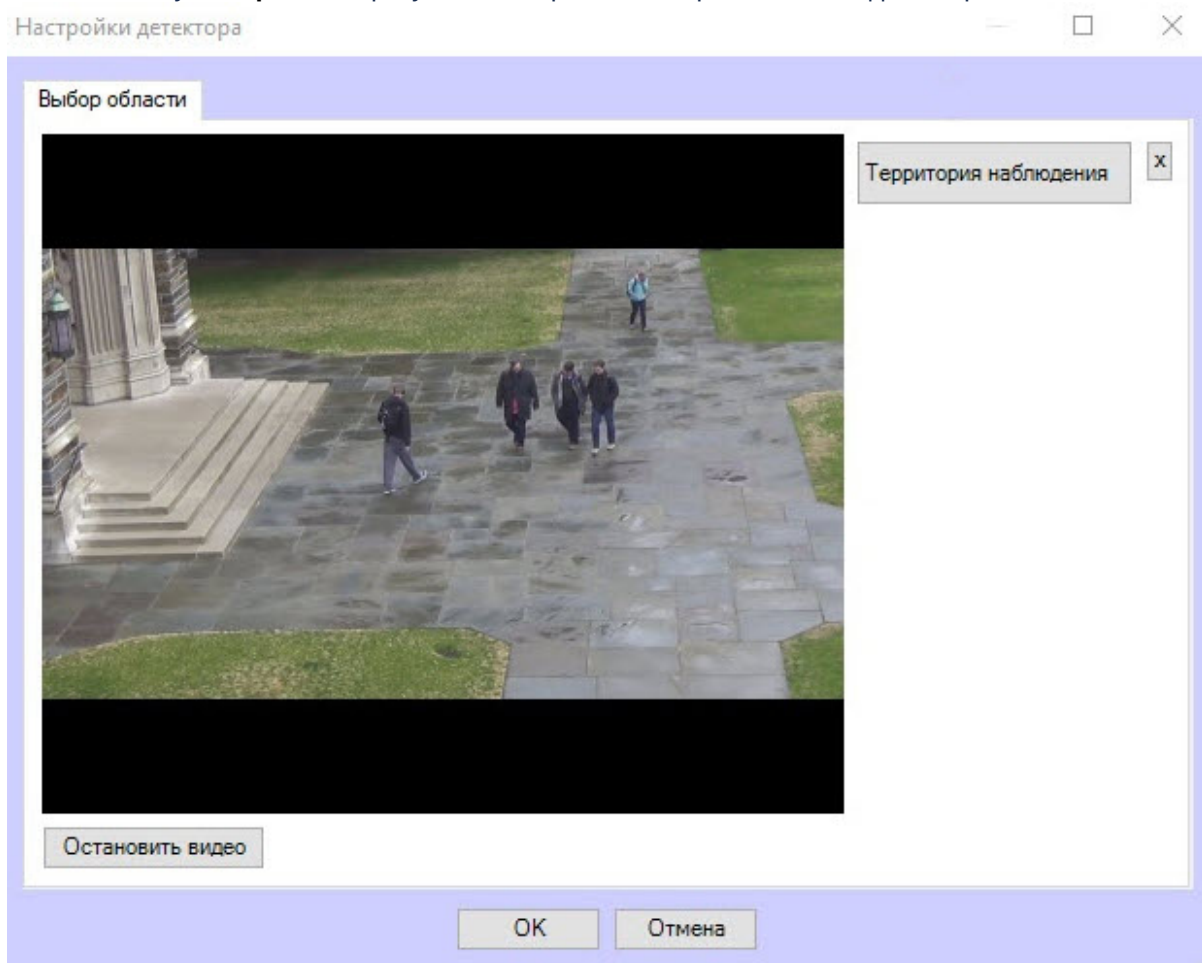 Настройки детектора
Выбор области
Территория наблюдения
x
Остановить видео
OK
Отмена